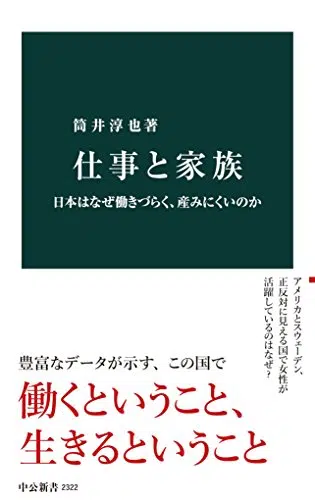 筒井淳也著
仕事と家族
日本はなぜ働きづらく、産みにくいのか
アメリカとスウェーデン、
正反対に見える国で女性が
活躍しているのはなぜ？
豊富なデータが示す、この国で
働くということ、
生きるということ
中公新書 2322